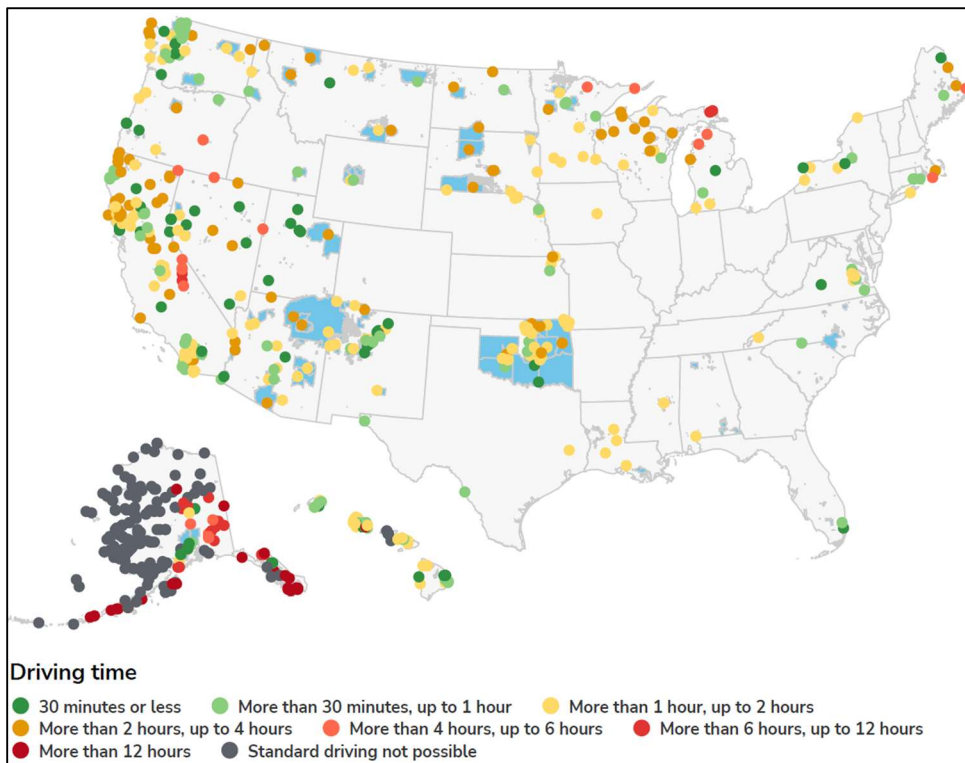 Driving time
30 minutes or less More than 30 minutes, up to 1 hour More than 1 hour, up to 2 hours
More than 2 hours, up to 4 hours More than 4 hours, up to 6 hours More than 6 hours, up to 12 hours
More than 12 hours Standard driving not possible